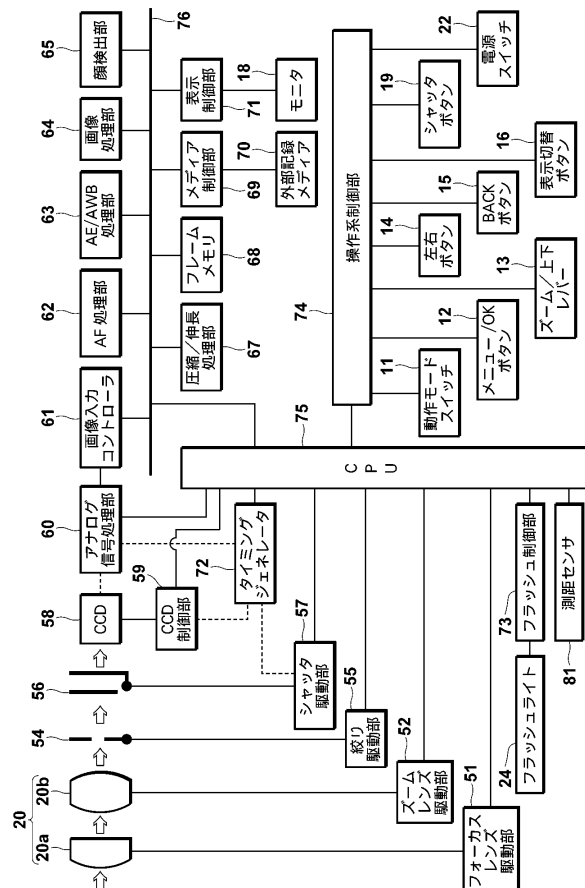 65
顔検出部
64
画像
処理部
63
AE/AWB
処理部
62
AF 処理部
61
画像入力
コントローラ
60
アナログ
信号処理部
58
CCD
56
54
20
20b
20a
76
表示
制御部
71
18
モニタ
メディア
制御部
69
70
外部記録
メディア
フレーム
メモリ
68
圧縮/伸長
処理部
67
59
CCD
制御部
72
タイミング
ジェネレータ
57
シャッタ
駆動部
55
絞り
駆動部
52
ズーム
レンズ
駆動部
51
フォーカス
レンズ
駆動部
75
CPU
74
操作系制御部
22
電源
スイッチ
19
シャッタ
ボタン
16
表示切替
ボタン
15
BACK
ボタン
14
左右
ボタン
13
ズーム/上下
レバー
12
メニュー/OK
ボタン
11
動作モード
スイッチ
73
フラッシュ制御部
24
フラッシュライト
81
測距センサ